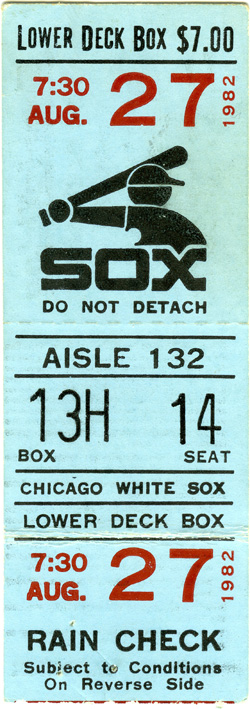 LOWER DECK BOX $7.00
7:30 AUG. 27 1982
SOX
DO NOT DETACH
AISLE 132
13H 14
BOX SEAT
CHICAGO WHITE SOX
LOWER DECK BOX
7:30 AUG. 27 1982
RAIN CHECK
Subject to Conditions
On Reverse Side